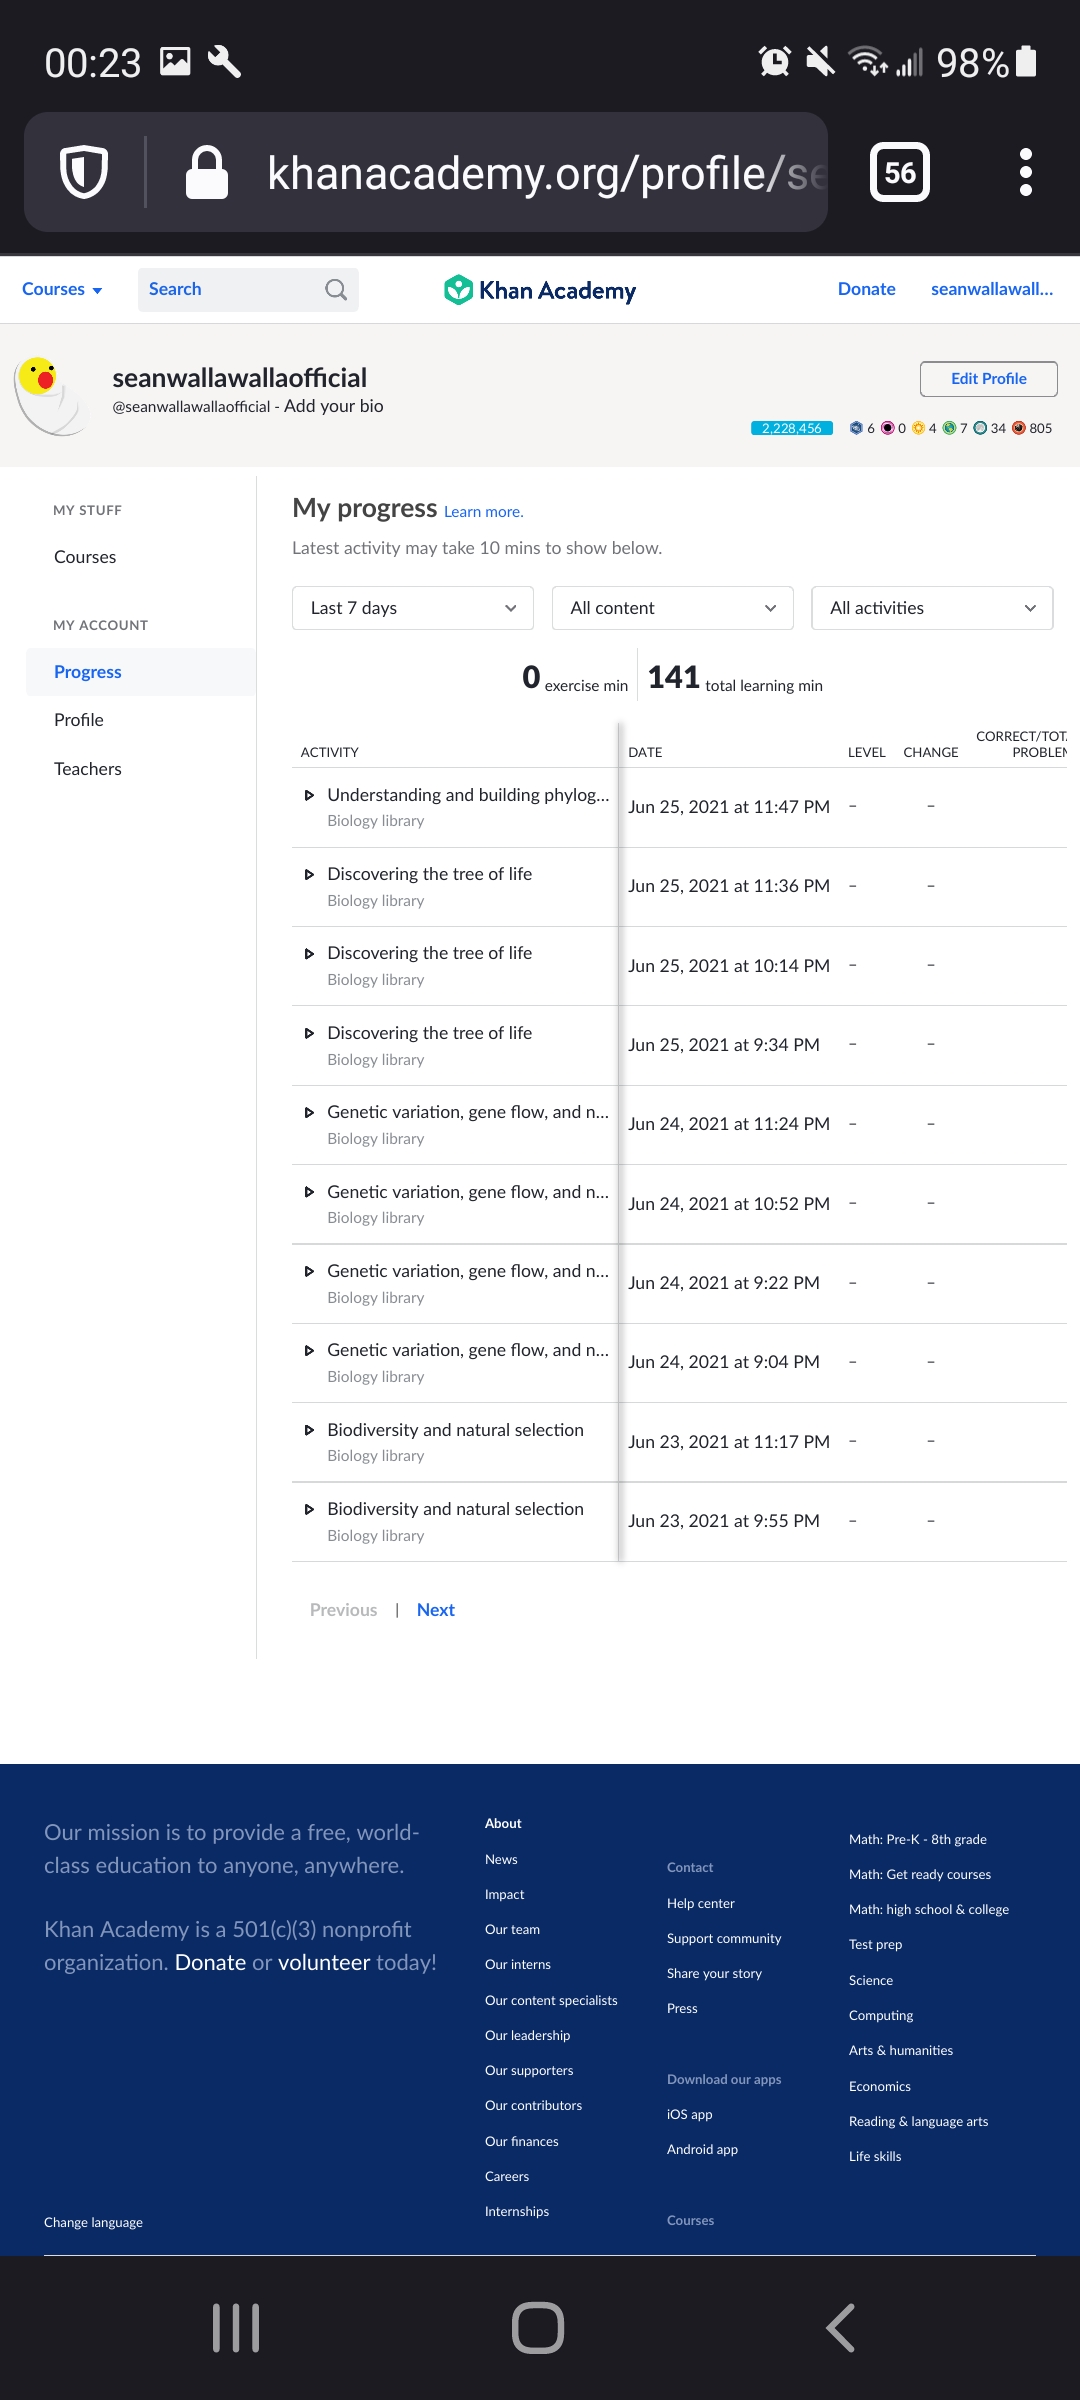 00:23
98%
khanacademy.org/profile/se
56
Courses
Search
Khan Academy
Donate
seanwallawall...
seanwallawallaofficial
@seanwallawallaofficial - Add your bio
Edit Profile
2,228,456 6 0 4 7 34 805
MY STUFF
Courses
MY ACCOUNT
Progress
Profile
Teachers
My progress Learn more.
Latest activity may take 10 mins to show below.
Last 7 days All content All activities
0 exercise min 141 total learning min
ACTIVITY DATE LEVEL CHANGE CORRECT/TOTA
PROBLEM
Understanding and building phylog... Jun 25, 2021 at 11:47 PM – –
Biology library
Discovering the tree of life Jun 25, 2021 at 11:36 PM – –
Biology library
Discovering the tree of life Jun 25, 2021 at 10:14 PM – –
Biology library
Discovering the tree of life Jun 25, 2021 at 9:34 PM – –
Biology library
Genetic variation, gene flow, and n... Jun 24, 2021 at 11:24 PM – –
Biology library
Genetic variation, gene flow, and n... Jun 24, 2021 at 10:52 PM – –
Biology library
Genetic variation, gene flow, and n... Jun 24, 2021 at 9:22 PM – –
Biology library
Genetic variation, gene flow, and n... Jun 24, 2021 at 9:04 PM – –
Biology library
Biodiversity and natural selection Jun 23, 2021 at 11:17 PM – –
Biology library
Biodiversity and natural selection Jun 23, 2021 at 9:55 PM – –
Biology library
Previous | Next
Our mission is to provide a free, world-
class education to anyone, anywhere.
Khan Academy is a 501(c)(3) nonprofit
organization. Donate or volunteer today!
Change language
About
News
Impact
Our team
Our interns
Our content specialists
Our leadership
Our supporters
Our contributors
Our finances
Careers
Internships
Contact
Help center
Support community
Share your story
Press
Download our apps
iOS app
Android app
Courses
Math: Pre-K - 8th grade
Math: Get ready courses
Math: high school & college
Test prep
Science
Computing
Arts & humanities
Economics
Reading & language arts
Life skills